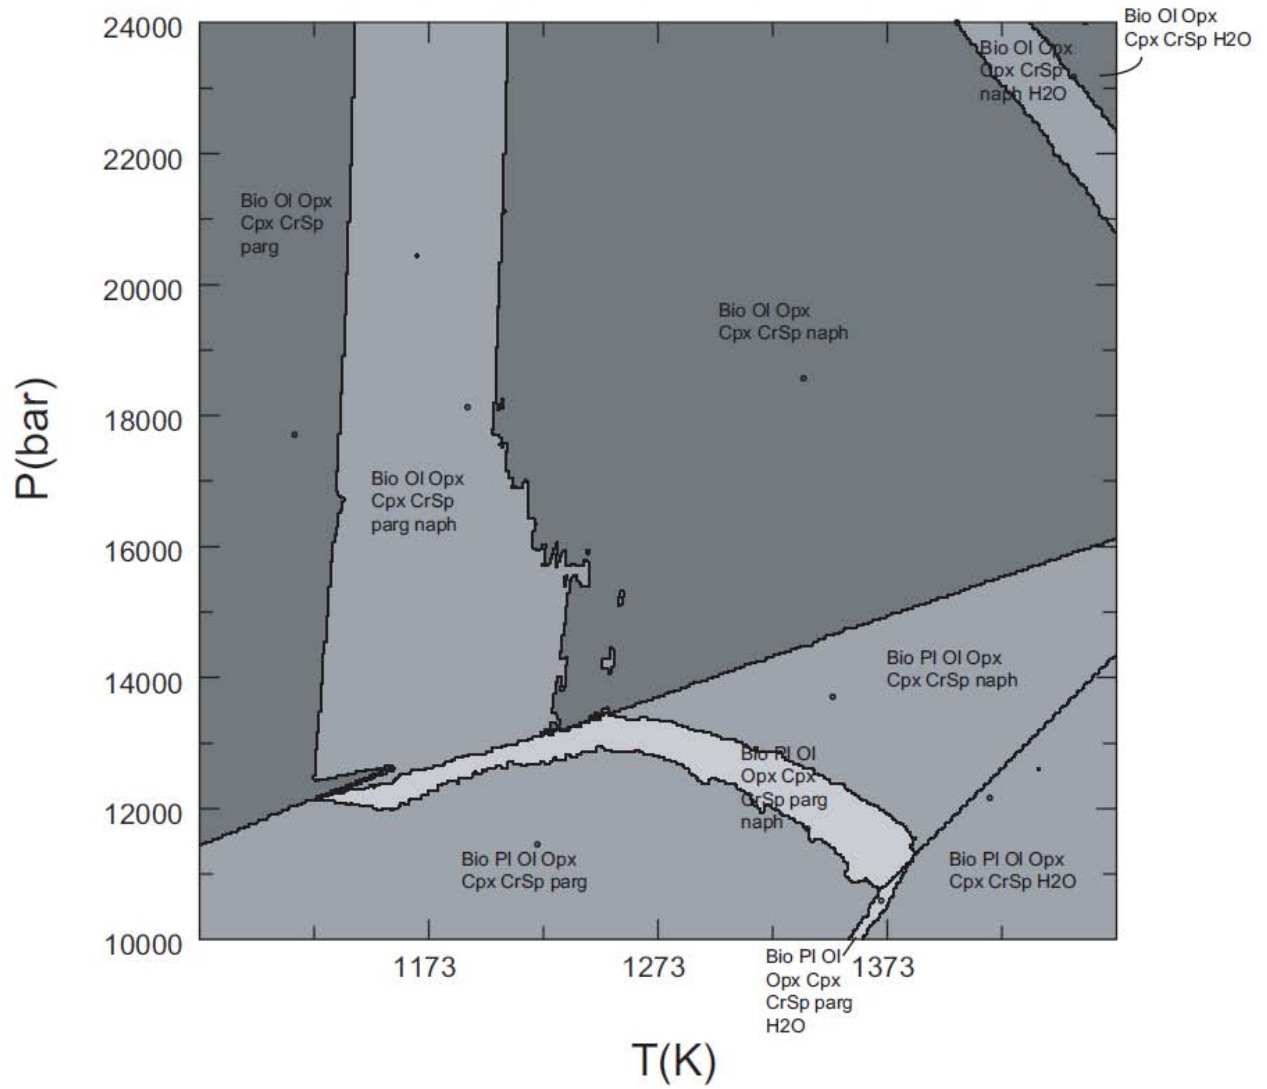 24000
22000
20000
18000
16000
14000
12000
10000
P(bar)
Bio Ol Opx
Cpx CrSp H2O
Bio Ol Opx
Cpx CrSp
naph H2O
Bio Ol Opx
Cpx CrSp
parg
Bio Ol Opx
Cpx CrSp naph
Bio Ol Opx
Cpx CrSp
parg naph
Bio Pl Ol Opx
Cpx CrSp naph
Bio Pl Ol
Opx Cpx
CrSp parg
naph
Bio Pl Ol Opx
Cpx CrSp parg
Bio Pl Ol Opx
Cpx CrSp H2O
Bio Pl Ol
Opx Cpx
CrSp parg
H2O
1173
1273
1373
T(K)